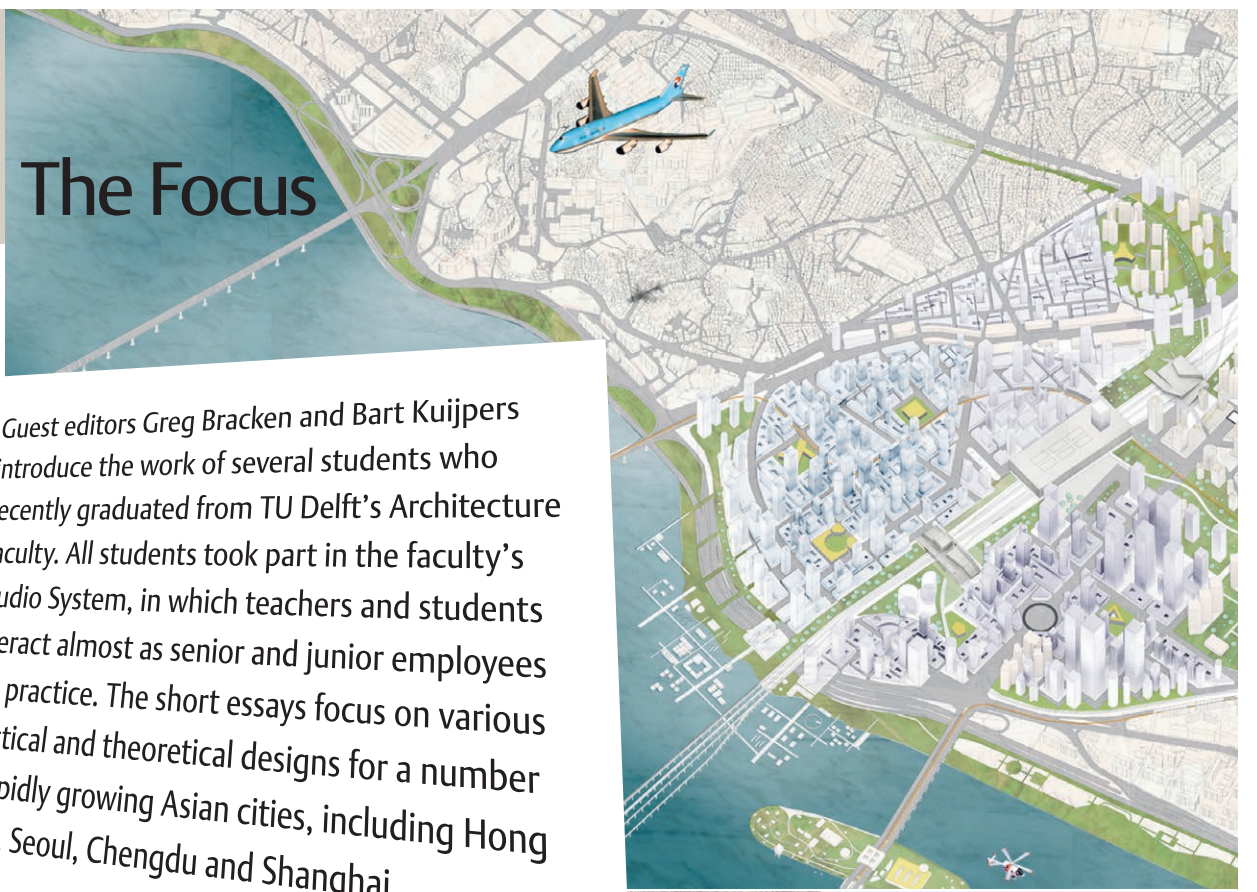 The Focus
Guest editors Greg Bracken and Bart Kuijpers
introduce the work of several students who
ecently graduated from TU Delft’s Architecture
aculty. All students took part in the faculty’s
udio System, in which teachers and students
eract almost as senior and junior employees
practice. The short essays focus on various
tical and theoretical designs for a number
pidly growing Asian cities, including Hong
, Seoul, Chengdu and Shanghai